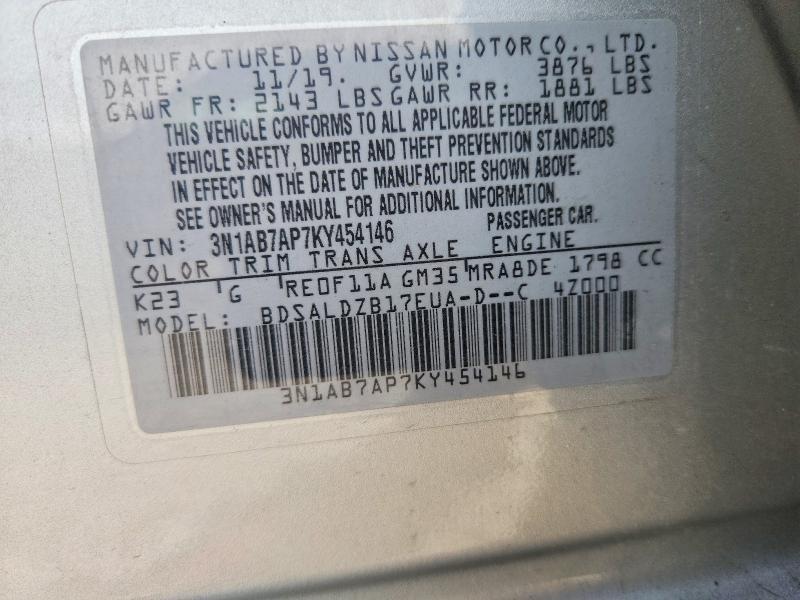 MANUFACTURED BY NISSAN MOTOR CO., LTD.
DATE: 11/19. GVWR: 3876 LBS
GAWR FR: 2143 LBS GAWR RR: 1881 LBS
THIS VEHICLE CONFORMS TO ALL APPLICABLE FEDERAL MOTOR
VEHICLE SAFETY, BUMPER AND THEFT PREVENTION STANDARDS
IN EFFECT ON THE DATE OF MANUFACTURE SHOWN ABOVE.
SEE OWNER'S MANUAL FOR ADDITIONAL INFORMATION.
VIN: 3N1AB7AP7KY454146 PASSENGER CAR.
COLOR TRIM TRANS AXLE ENGINE
K23 'G 'RE0F11A GM35 'MRA8DE 1798 CC
MODEL: BDSALDZB17EUA-D--C 4Z000
3N1AB7AP7KY454146